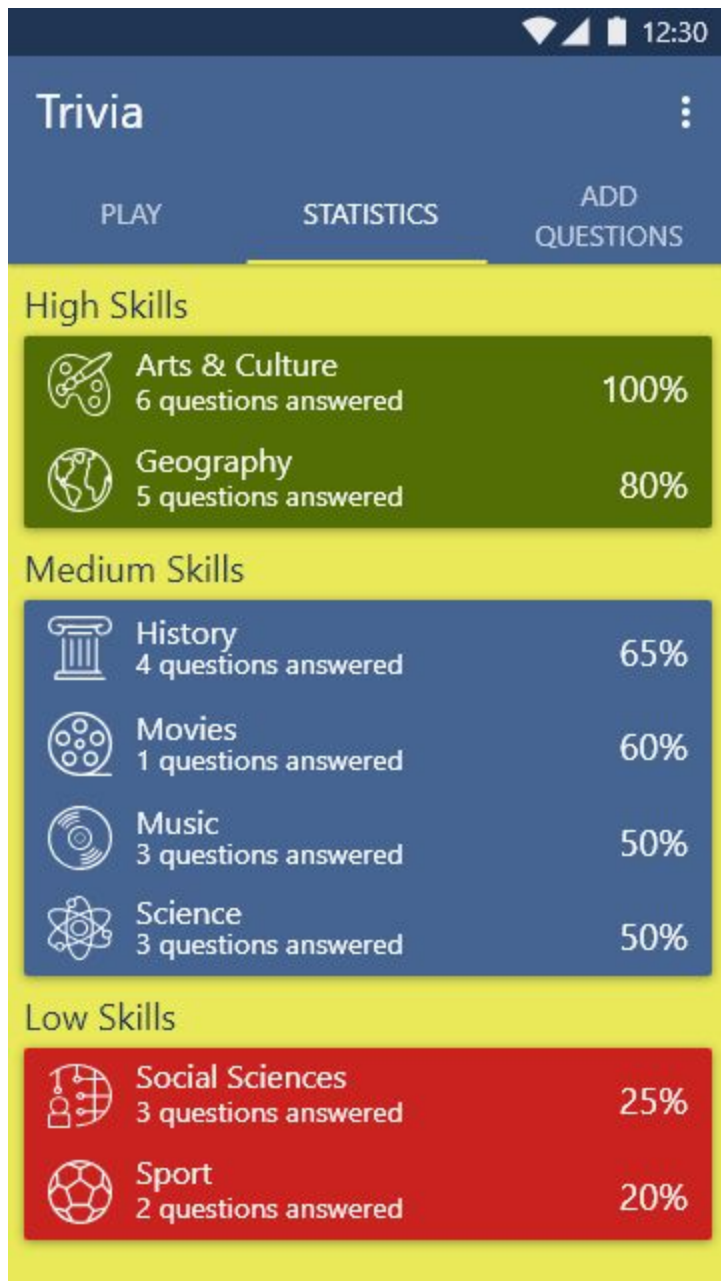 12:30
Trivia
PLAY
STATISTICS
ADD
QUESTIONS
High Skills
Arts & Culture
6 questions answered
100%
Geography
5 questions answered
80%
Medium Skills
History
4 questions answered
65%
Movies
1 questions answered
60%
Music
3 questions answered
50%
Science
3 questions answered
50%
Low Skills
Social Sciences
3 questions answered
25%
Sport
2 questions answered
20%